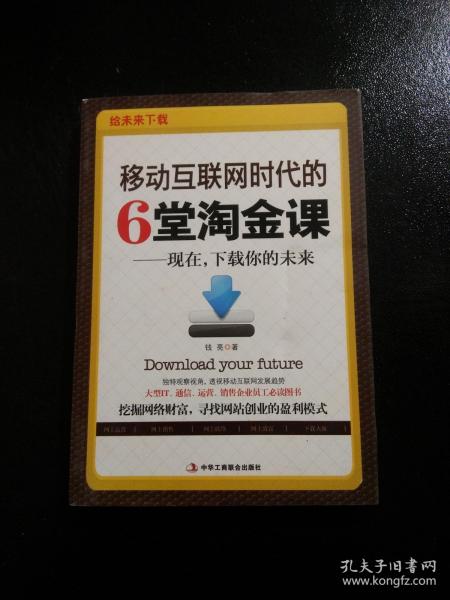 给未来下载
移动互联网时代的
6堂淘金课
——现在，下载你的未来
钱亮◎著
Download your future
独特观察视角，透视移动互联网发展趋势
大型IT、通信、运营、销售企业员工必读图书
挖掘网络财富，寻找网站创业的盈利模式
中华工商联合出版社
孔夫子旧书网
www.kongfz.com